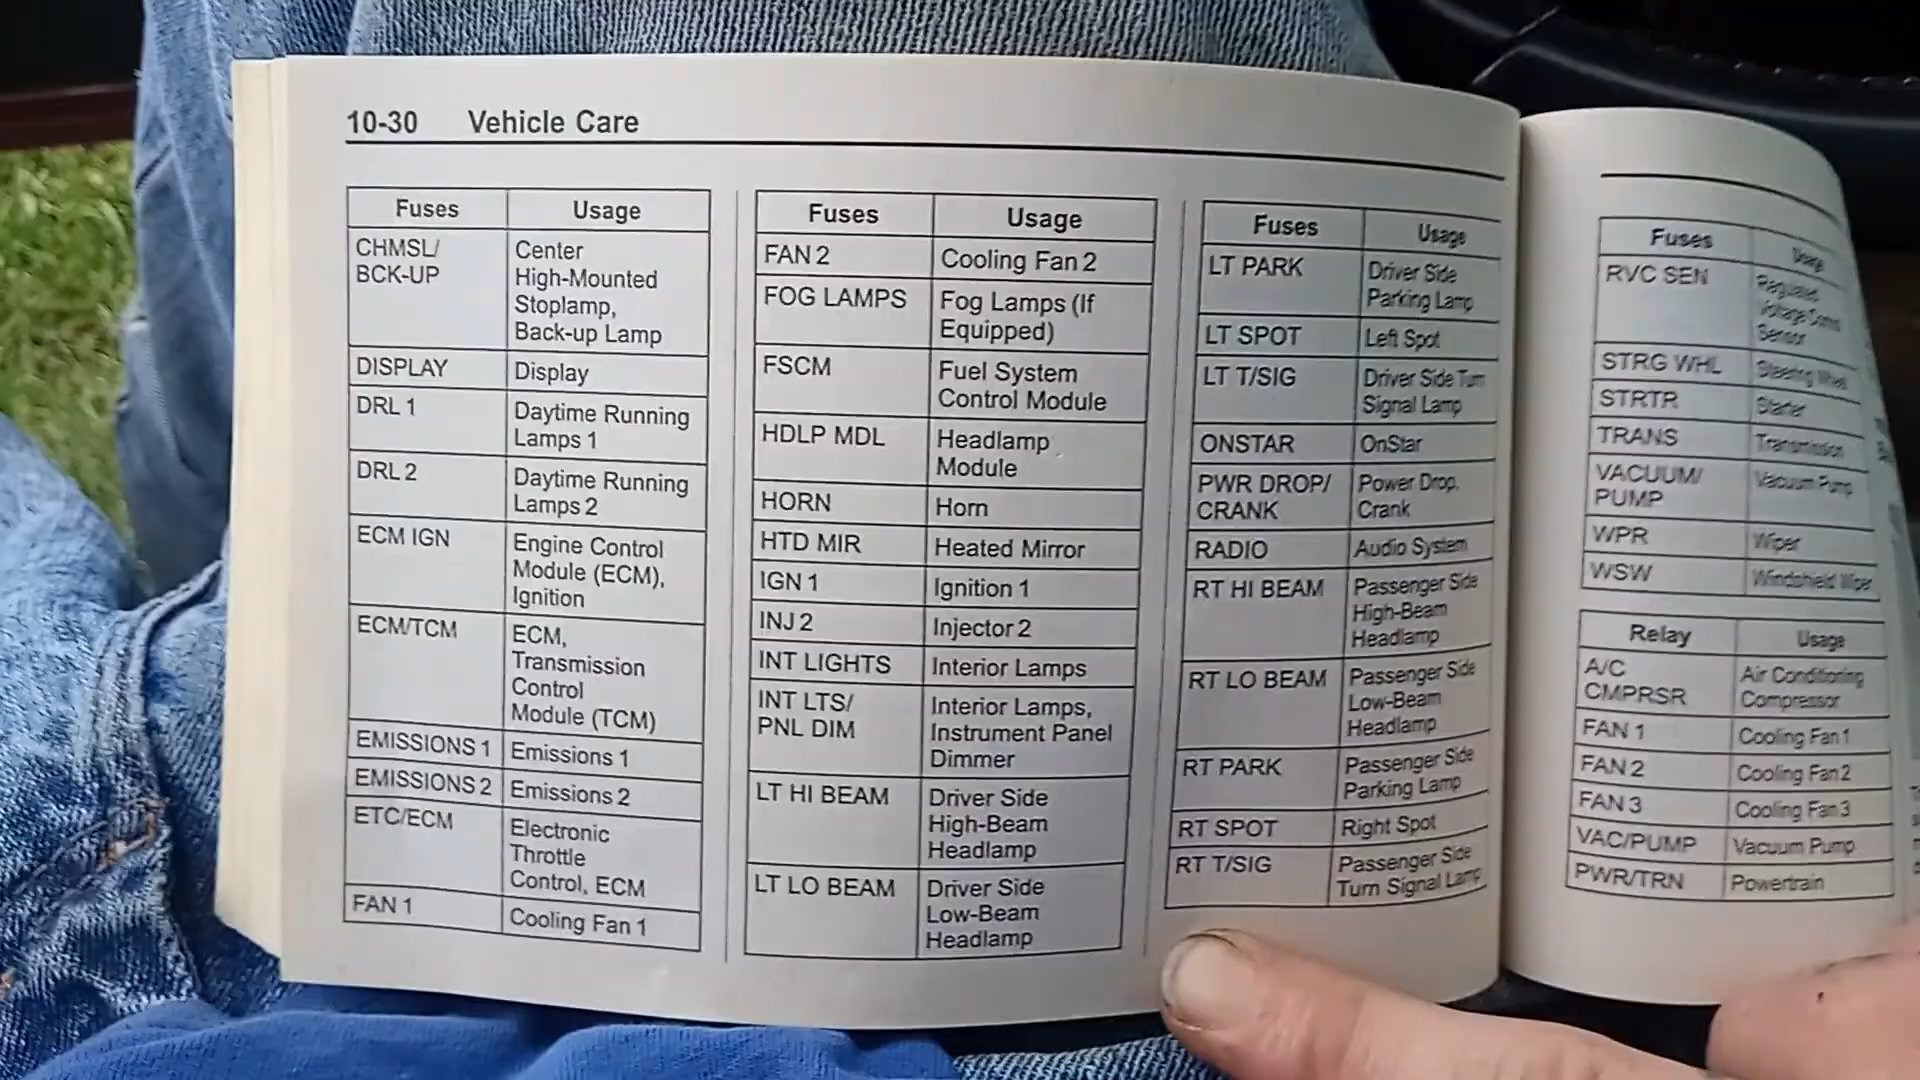 10-30 Vehicle Care
Fuses Usage
CHMSL/ Center
BCK-UP High-Mounted
Stoplamp,
Back-up Lamp
DISPLAY Display
DRL 1 Daytime Running
Lamps 1
DRL 2 Daytime Running
Lamps 2
ECM IGN Engine Control
Module (ECM),
Ignition
ECM/TCM ECM,
Transmission
Control
Module (TCM)
EMISSIONS 1 Emissions 1
EMISSIONS 2 Emissions 2
ETC/ECM Electronic
Throttle
Control, ECM
FAN 1 Cooling Fan 1
Fuses Usage
FAN 2 Cooling Fan 2
FOG LAMPS Fog Lamps (If
Equipped)
FSCM Fuel System
Control Module
HDLP MDL Headlamp
Module
HORN Horn
HTD MIR Heated Mirror
IGN 1 Ignition 1
INJ 2 Injector 2
INT LIGHTS Interior Lamps
INT LTS/ Interior Lamps,
PNL DIM Instrument Panel
Dimmer
LT HI BEAM Driver Side
High-Beam
Headlamp
LT LO BEAM Driver Side
Low-Beam
Headlamp
Fuses Usage
LT PARK Driver Side
Parking Lamp
LT SPOT Left Spot
LT T/SIG Driver Side Turn
Signal Lamp
ONSTAR OnStar
PWR DROP/ Power Drop,
CRANK Crank
RADIO Audio System
RT HI BEAM Passenger Side
High-Beam
Headlamp
RT LO BEAM Passenger Side
Low-Beam
Headlamp
RT PARK Passenger Side
Parking Lamp
RT SPOT Right Spot
RT T/SIG Passenger Side
Turn Signal Lamp
Fuses Usage
RVC SEN Regulated
Voltage Control
Sensor
STRG WHL Steering Wheel
STRTR Starter
TRANS Transmission
VACUUM/ Vacuum Pump
PUMP
WPR Wiper
WSW Windshield Wiper
Relay Usage
A/C Air Conditioning
CMPRSR Compressor
FAN 1 Cooling Fan 1
FAN 2 Cooling Fan 2
FAN 3 Cooling Fan 3
VAC/PUMP Vacuum Pump
PWR/TRN Powertrain